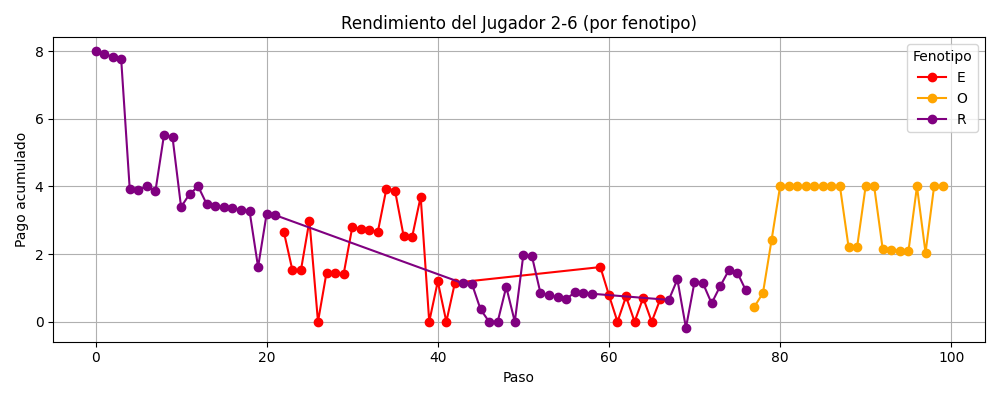 Rendimiento del Jugador 2-6 (por fenotipo)
Pago acumulado
8
6
4
2
0
0
20
40
60
80
100
Paso
Fenotipo
E
O
R